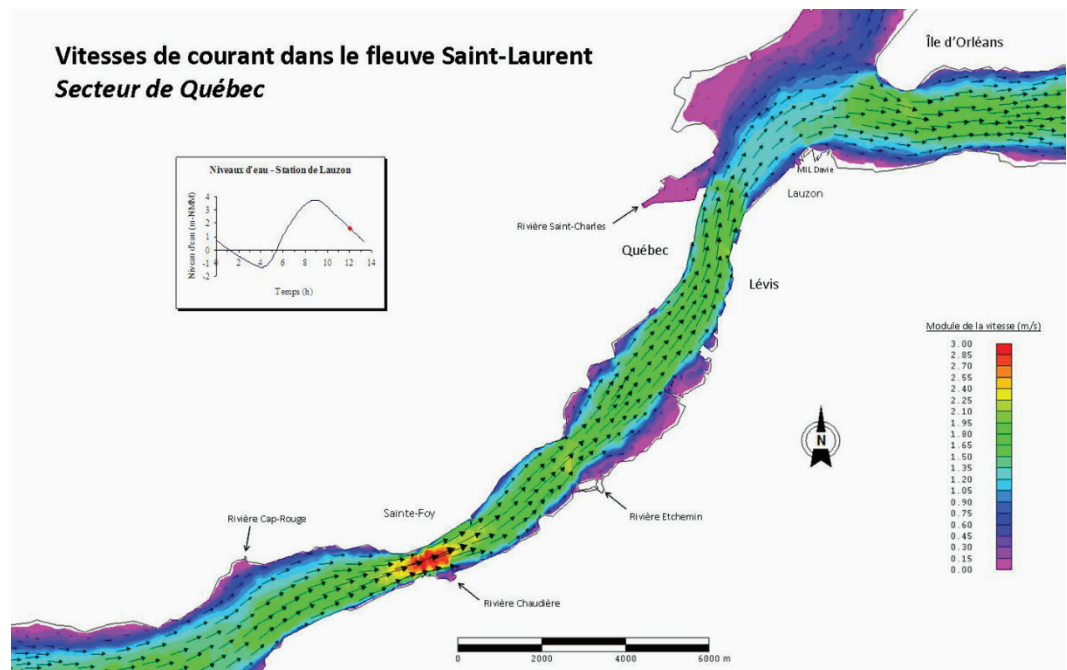 Vitesses de courant dans le fleuve Saint-Laurent
Secteur de Québec
Île d'Orléans
Niveaux d'eau - Station de Lauzon
Niveau d'eau (m-NMM)
4
3
2
1
0
-1
-2
0 2 4 6 8 10 12 14
Temps (h)
MIL Davie
Lauzon
Rivière Saint-Charles
Québec
Lévis
Module de la vitesse (m/s)
3.00
2.85
2.70
2.55
2.40
2.25
2.10
1.95
1.80
1.65
1.50
1.35
1.20
1.05
0.90
0.75
0.60
0.45
0.30
0.15
0.00
N
Sainte-Foy
Rivière Cap-Rouge
Rivière Etchemin
Rivière Chaudière
0 2000 4000 6000 m